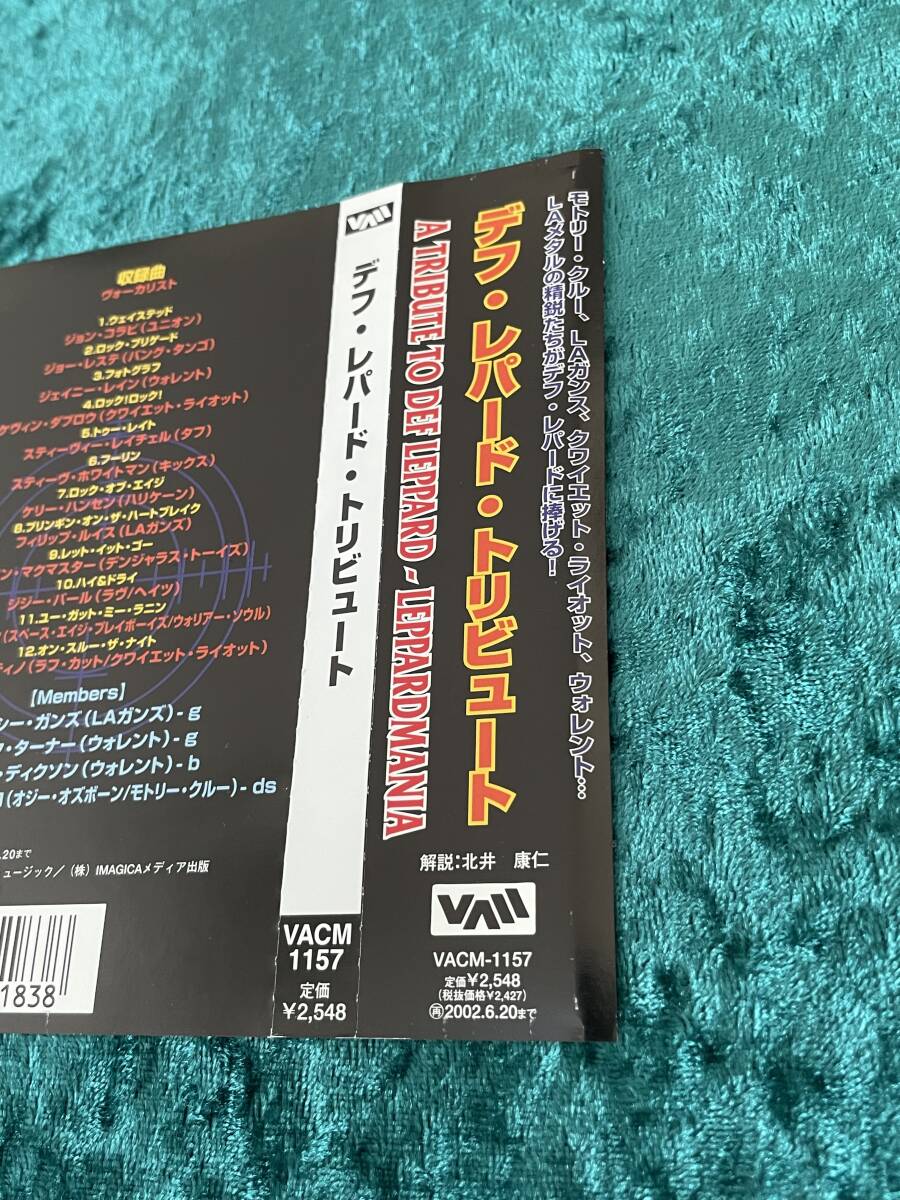 モトリー・クルー、LAガンズ、クワイエット・ライオット、ウォレント…
LAメタルの精鋭たちがデフ・レパードに捧げる！
デフ・レパード・トリビュート
A TRIBUTE TO DEF LEPPARD ~ LEPPARDMANIA
解説：北井 康仁
VACM-1157
定価¥2,548
(税抜価格¥2,427)
再2002.6.20まで
デフ・レパード・トリビュート
VACM
1157
定価
¥2,548
収録曲
ヴォーカリスト
1.ウェイステッド
ジョン・コラビ(ユニオン)
2.ロック・ブリゲード
ジョー・レステ(バング・タンゴ)
3.フォトグラフ
ジェイニー・レイン(ウォレント)
4.ロック!ロック!
ケヴィン・ダブロウ(クワイエット・ライオット)
5.トゥー・レイト
スティーヴィー・レイチェル(タフ)
6.フーリン
スティーヴ・ホワイトマン(キックス)
7.ロック・オブ・エイジ
ケリー・ハンセン(ハリケーン)
8.ブリンギン・オン・ザ・ハートブレイク
フィリップ・ルイス(LAガンズ)
9.レット・イット・ゴー
ン・マクマスター(デンジャラス・トーイズ)
10.ハイ&ドライ
ジジー・パール(ラヴ/ヘイツ)
11.ユー・ガット・ミー・ラニン
(スペース・エイジ・プレイボーイズ/ウォリアー・ソウル)
12.オン・スルー・ザ・ナイト
ティノ(ラフ・カット/クワイエット・ライオット)
【Members】
シー・ガンズ(LAガンズ)- g
・ターナー(ウォレント)- g
・ディクソン(ウォレント)- b
(オジー・オズボーン/モトリー・クルー)- ds
.20まで
ュージック／(株) IMAGICAメディア出版
1838